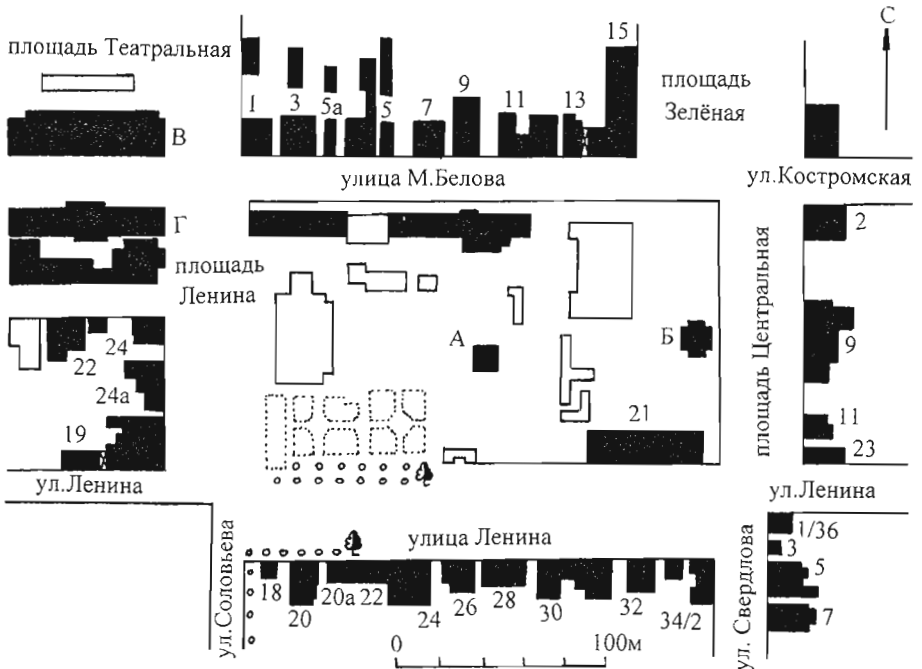 С
15
площадь Театральная
9
площадь
Зелёная
1
3
5а
5
7
11
13
В
улица М.Белова
ул.Костромская
Г
2
площадь
Ленина
площадь Центральная
А
Б
9
24
22
24а
21
11
19
23
ул.Ленина
ул.Ленина
улица Ленина
1/36
3
ул.Соловьева
ул. Свердлова
5
18
20а
22
26
28
20
24
30
32
34/2
7
0
100м